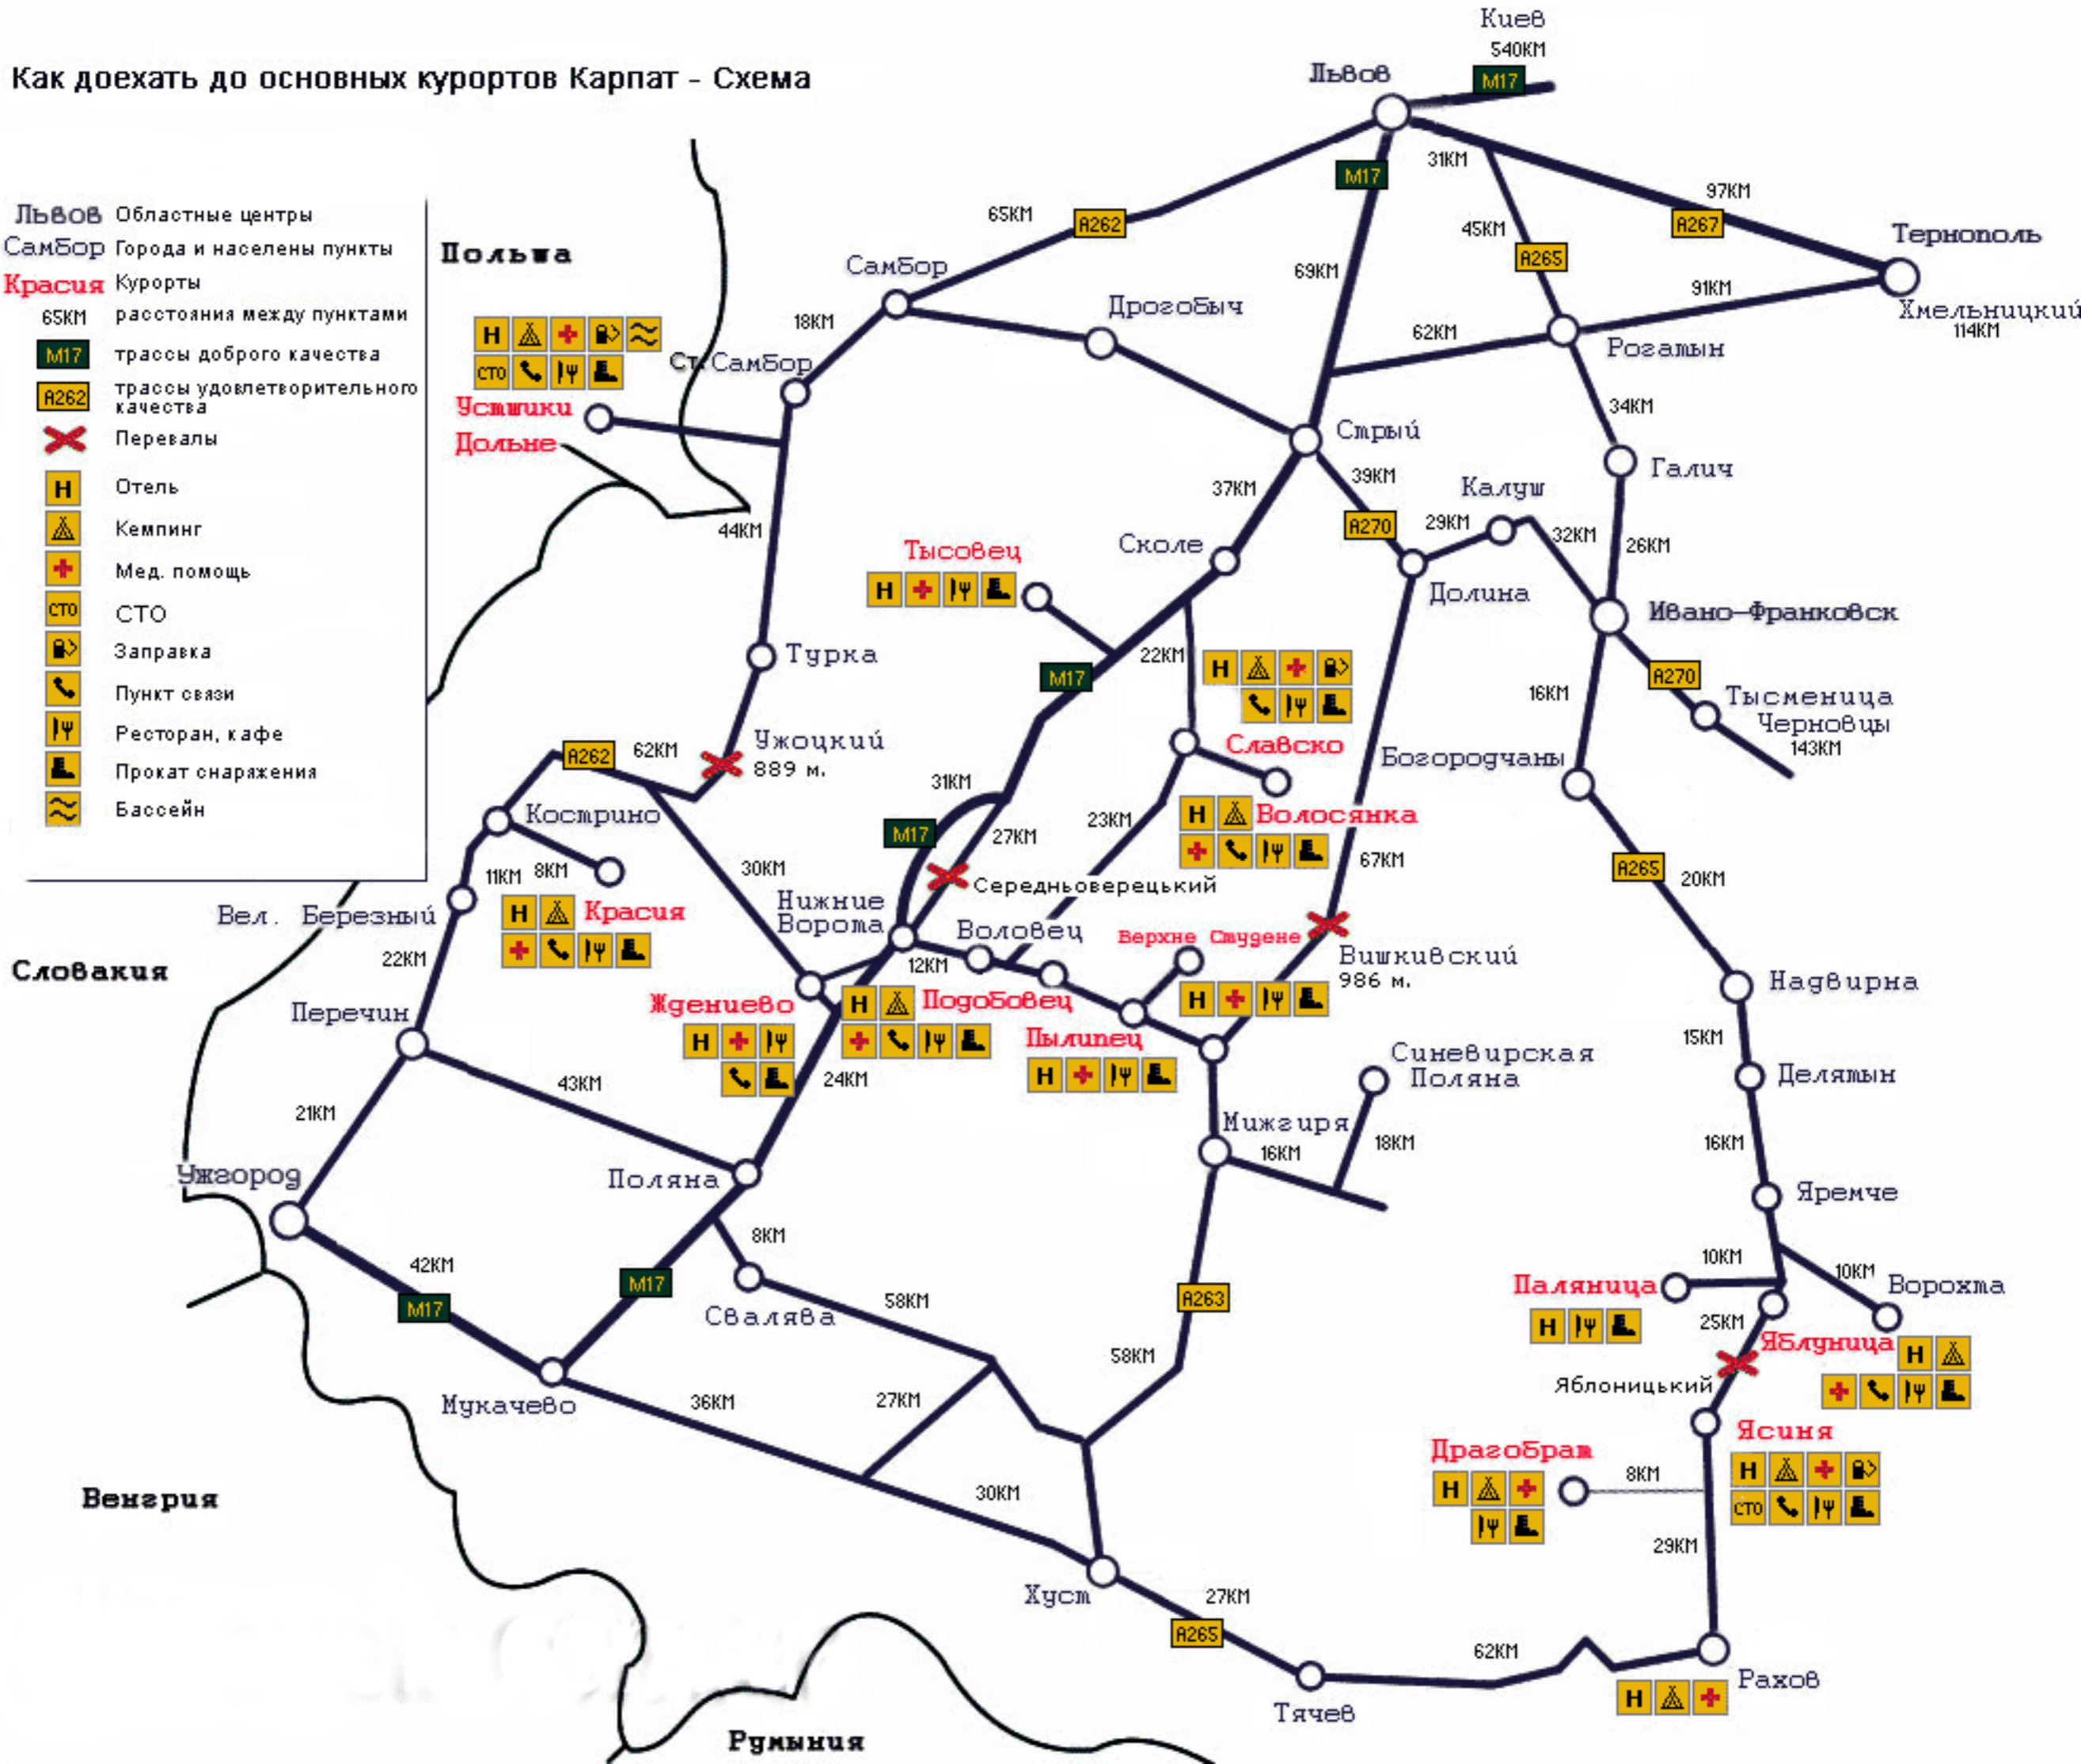 Как доехать до основных курортов Карпат - Схема
Киев
540КМ
М17
Львов
М17
31КМ
97КМ
А267
Тернополь
Хмельницкий
114КМ
Львов Областные центры
Самбор Города и населены пункты
Красия Курорты
65КМ расстояния между пунктами
М17 трассы доброго качества
А262 трассы удовлетворительного
качества
Перевалы
Н Отель
Кемпинг
Мед. помощь
СТО СТО
Заправка
Пункт связи
Ресторан, кафе
Прокат снаряжения
Бассейн
Польша
65КМ
А262
69КМ
45КМ
А265
91КМ
62КМ
Рогатын
Самбор
Дрогобыч
18КМ
Ст.Самбор
Н
СТО
Устшики
Дольне
Стрый
34КМ
Галич
37КМ
39КМ
Калуш
А270
29КМ
32КМ
26КМ
44КМ
Тысовец
Н
Сколе
Долина
Ивано-Франковск
Турка
22КМ
М17
Н
А270
16КМ
Тысменица
Черновцы
143КМ
Славско
Богородчаны
Ужоцкий
889 м.
А262
62КМ
31КМ
М17
27КМ
23КМ
Н
Волосянка
67КМ
А265
20КМ
Кострино
11КМ
8КМ
30КМ
Середньоверецький
Вел. Березный
Н
Красия
Нижние
Ворота
Воловец
Верхне Студене
Вишкивский
986 м.
Словакия
22КМ
12КМ
Надвирна
Перечин
Ждениево
Н
Н
Подобовец
Н
Пылипец
Н
15КМ
24КМ
Синевирская
Поляна
Делятын
43КМ
21КМ
Мижгиря
16КМ
18КМ
16КМ
Ужгород
Поляна
Яремче
42КМ
М17
М17
8КМ
Свалява
58КМ
А263
10КМ
10КМ
Паляница
Н
Ворохта
25КМ
Яблуница
Н
58КМ
Яблоницький
Мукачево
36КМ
27КМ
Драгобрат
Н
8КМ
Ясиня
Н
СТО
Венгрия
30КМ
29КМ
Хуст
27КМ
А265
62КМ
Тячев
Рахов
Н
Румыния